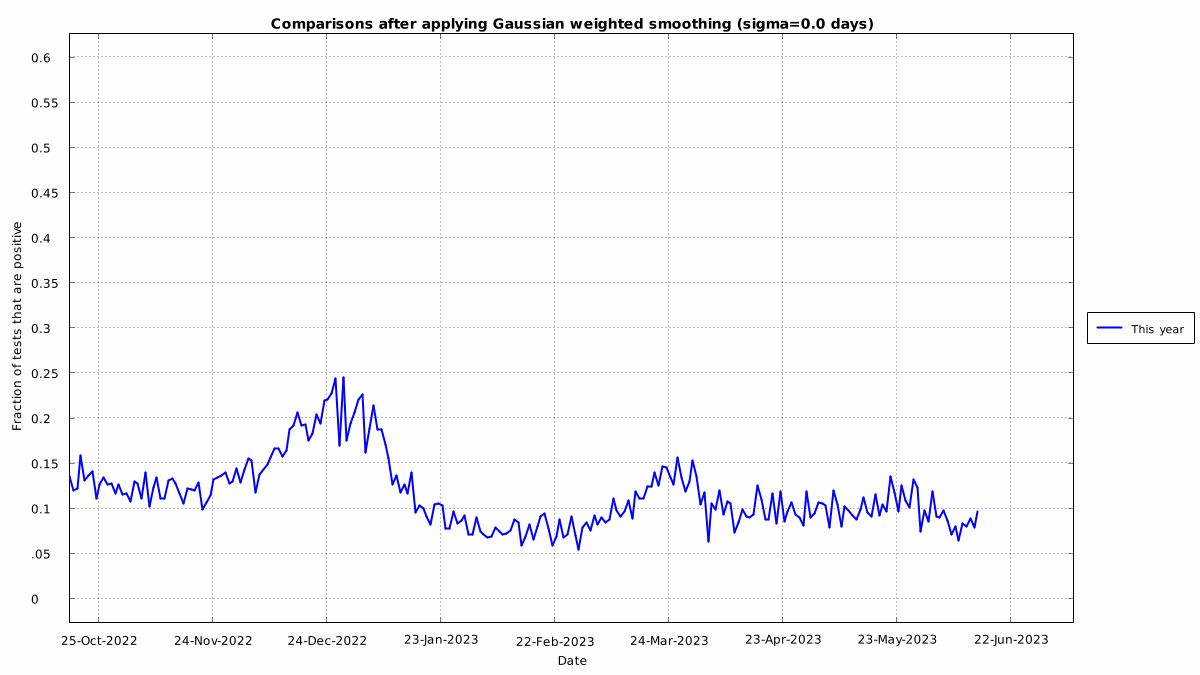 Comparisons after applying Gaussian weighted smoothing (sigma=0.0 days)
0.6
0.55
0.5
0.45
0.4
0.35
0.3
0.25
0.2
0.15
0.1
.05
0
Fraction of tests that are positive
This year
25-Oct-2022 24-Nov-2022 24-Dec-2022 23-Jan-2023 22-Feb-2023 24-Mar-2023 23-Apr-2023 23-May-2023 22-Jun-2023
Date